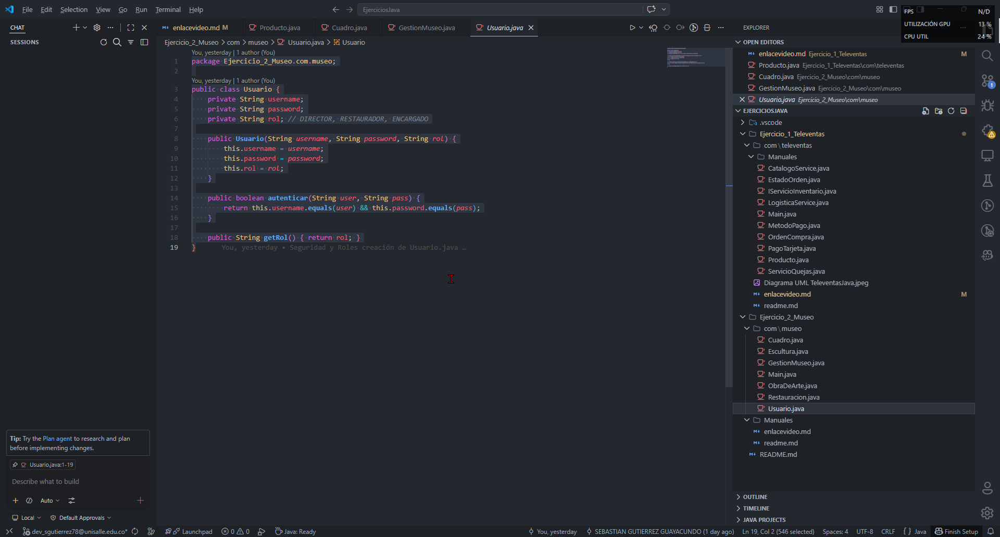 File Edit Selection View Go Run Terminal Help
EjerciciosJava
FPS N/D
UTILIZACIÓN GPU 13 %
CPU UTIL 24 %
CHAT
SESSIONS
enlacevideo.md M
Producto.java
Cuadro.java
GestionMuseo.java
Usuario.java
Ejercicio_2_Museo > com > museo > Usuario.java > Usuario
You, yesterday | 1 author (You)
1 package Ejercicio_2_Museo.com.museo;
2
You, yesterday | 1 author (You)
3 public class Usuario {
4 private String username;
5 private String password;
6 private String rol; // DIRECTOR, RESTAURADOR, ENCARGADO
7
8 public Usuario(String username, String password, String rol) {
9 this.username = username;
10 this.password = password;
11 this.rol = rol;
12 }
13
14 public boolean autenticar(String user, String pass) {
15 return this.username.equals(user) && this.password.equals(pass);
16 }
17
18 public String getRol() { return rol; }
19 } You, yesterday • Seguridad y Roles creación de Usuario.java …
Tip: Try the Plan agent to research and plan
before implementing changes.
Usuario.java:1-19
Describe what to build
Auto
Local Default Approvals
EXPLORER
OPEN EDITORS
enlacevideo.md Ejercicio_1_Televentas M
Producto.java Ejercicio_1_Televentas\com\televentas
Cuadro.java Ejercicio_2_Museo\com\museo
GestionMuseo.java Ejercicio_2_Museo\com\museo
Usuario.java Ejercicio_2_Museo\com\museo
EJERCICIOSJAVA
.vscode
Ejercicio_1_Televentas
com\televentas
Manuales
CatalogoService.java
EstadoOrden.java
IServicioInventario.java
LogisticaService.java
Main.java
MetodoPago.java
OrdenCompra.java
PagoTarjeta.java
Producto.java
ServicioQuejas.java
Diagrama UML TeleventasJava.jpeg
enlacevideo.md M
readme.md
Ejercicio_2_Museo
com\museo
Cuadro.java
Escultura.java
GestionMuseo.java
Main.java
ObraDeArte.java
Restauracion.java
Usuario.java
Manuales
enlacevideo.md
readme.md
README.md
OUTLINE
TIMELINE
JAVA PROJECTS
1
dev_sgutierrez78@unisalle.edu.co* Launchpad 0 0 Java: Ready
You, yesterday SEBASTIAN GUTIERREZ GUAYACUNDO (1 day ago) Ln 19, Col 2 (546 selected) Spaces: 4 UTF-8 CRLF { } Java Finish Setup